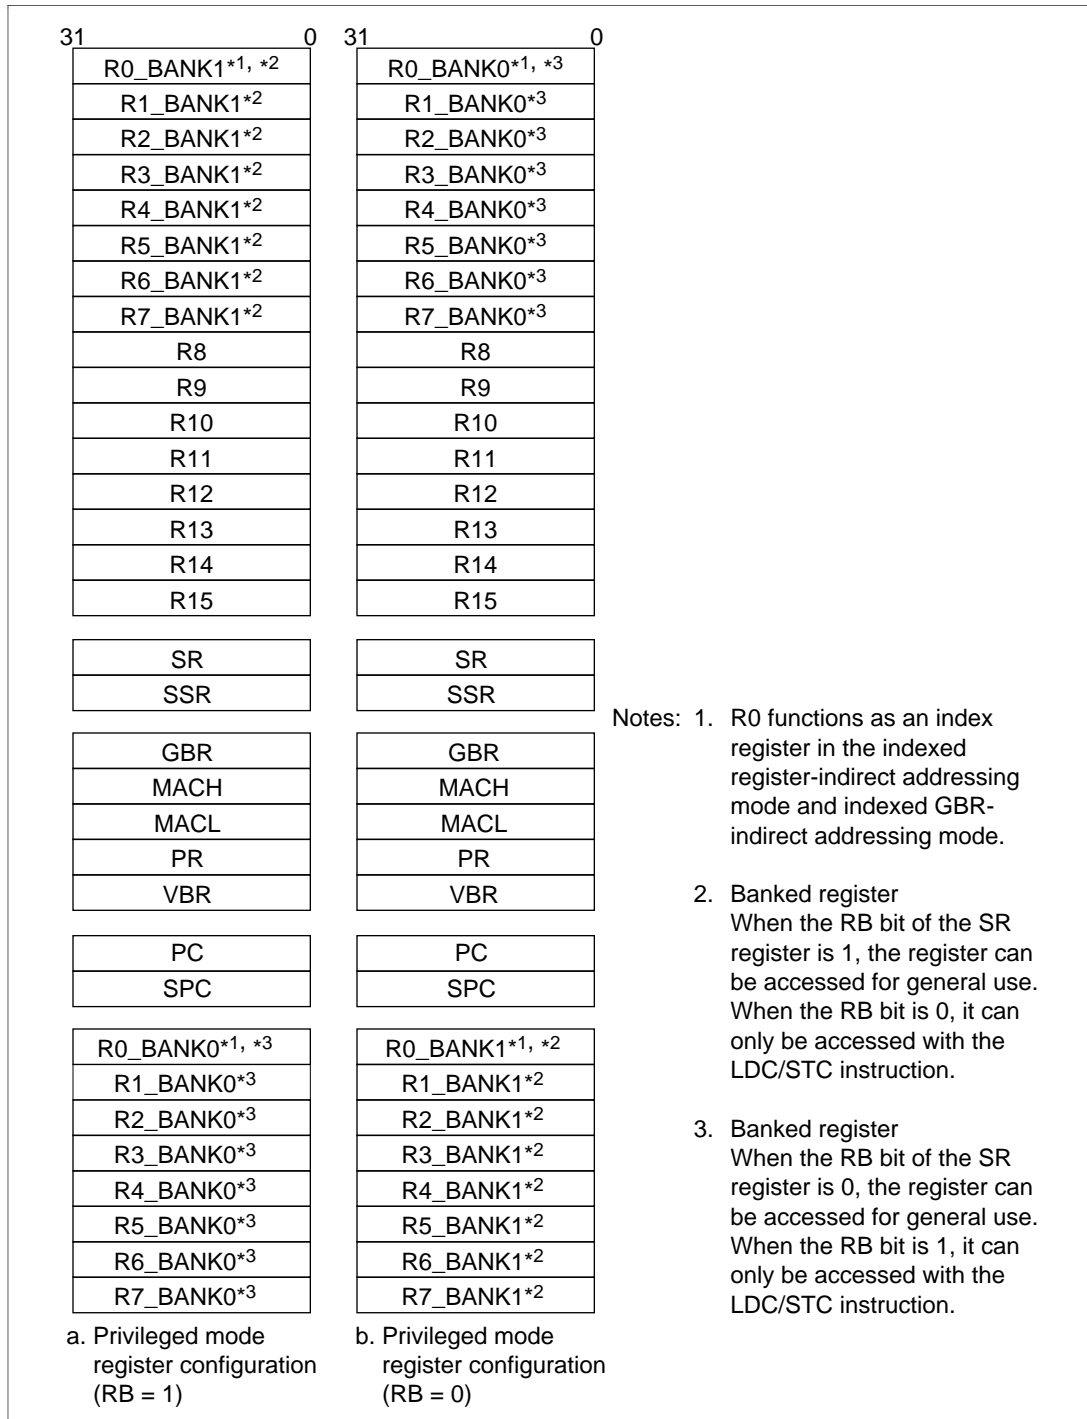 31 0 31 0
R0_BANK1*1, *2 R0_BANK0*1, *3
R1_BANK1*2 R1_BANK0*3
R2_BANK1*2 R2_BANK0*3
R3_BANK1*2 R3_BANK0*3
R4_BANK1*2 R4_BANK0*3
R5_BANK1*2 R5_BANK0*3
R6_BANK1*2 R6_BANK0*3
R7_BANK1*2 R7_BANK0*3
R8 R8
R9 R9
R10 R10
R11 R11
R12 R12
R13 R13
R14 R14
R15 R15
SR SR
SSR SSR
GBR GBR
MACH MACH
MACL MACL
PR PR
VBR VBR
PC PC
SPC SPC
R0_BANK0*1, *3 R0_BANK1*1, *2
R1_BANK0*3 R1_BANK1*2
R2_BANK0*3 R2_BANK1*2
R3_BANK0*3 R3_BANK1*2
R4_BANK0*3 R4_BANK1*2
R5_BANK0*3 R5_BANK1*2
R6_BANK0*3 R6_BANK1*2
R7_BANK0*3 R7_BANK1*2
a. Privileged mode
register configuration
(RB = 1)
b. Privileged mode
register configuration
(RB = 0)
Notes: 1. R0 functions as an index
register in the indexed
register-indirect addressing
mode and indexed GBR-
indirect addressing mode.
2. Banked register
When the RB bit of the SR
register is 1, the register can
be accessed for general use.
When the RB bit is 0, it can
only be accessed with the
LDC/STC instruction.
3. Banked register
When the RB bit of the SR
register is 0, the register can
be accessed for general use.
When the RB bit is 1, it can
only be accessed with the
LDC/STC instruction.